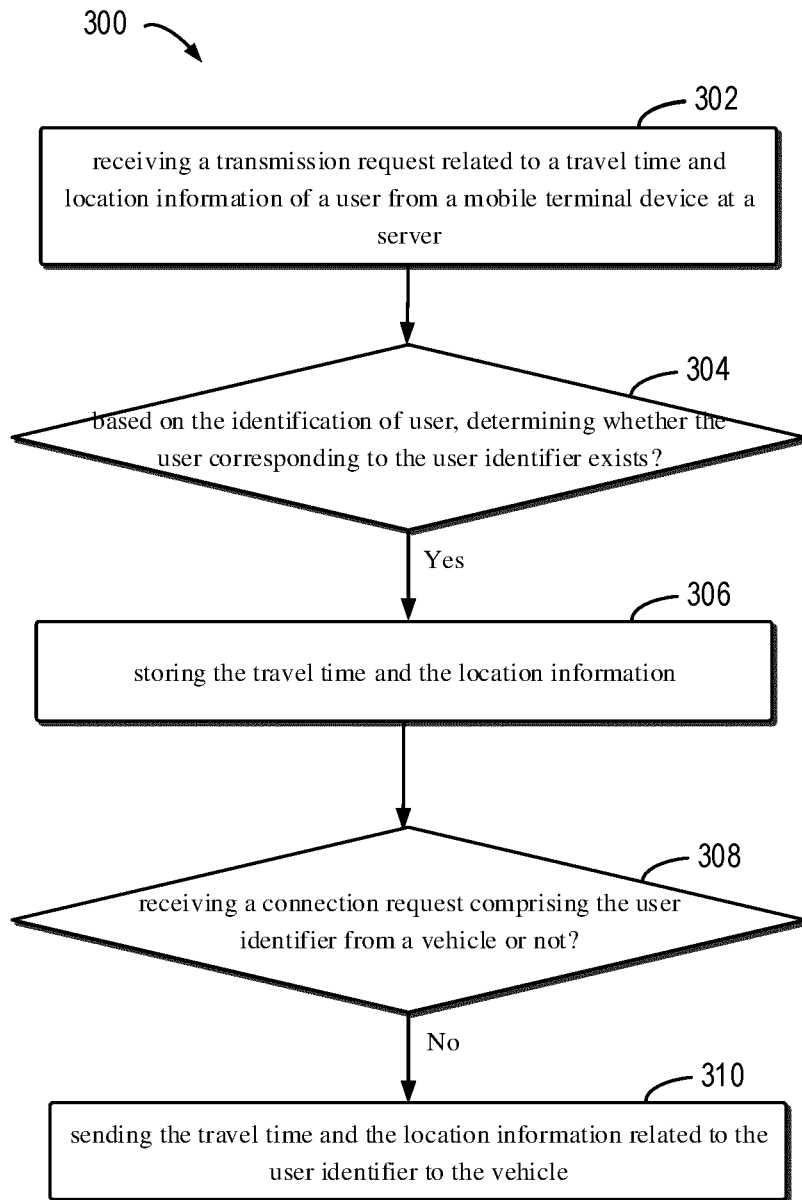 300
302
receiving a transmission request related to a travel time and
location information of a user from a mobile terminal device at a
server
304
based on the identification of user, determining whether the
user corresponding to the user identifier exists?
Yes
306
storing the travel time and the location information
308
receiving a connection request comprising the user
identifier from a vehicle or not?
No
310
sending the travel time and the location information related to the
user identifier to the vehicle